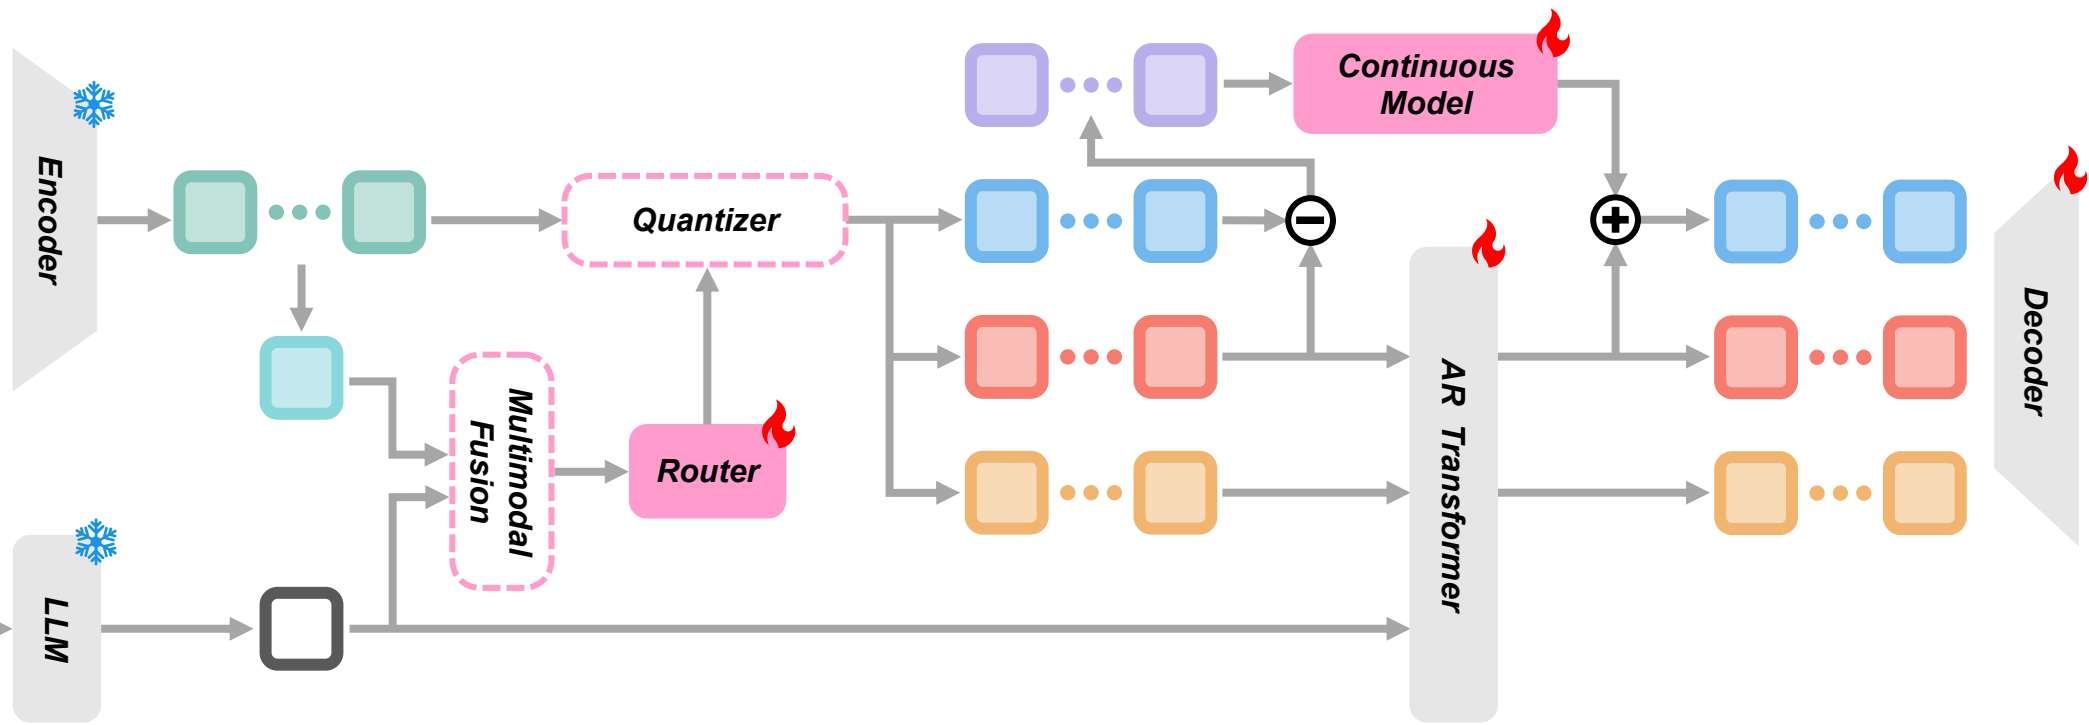 Encoder
Quantizer
Continuous
Model
Multimodal
Fusion
Router
LLM
AR Transformer
Decoder